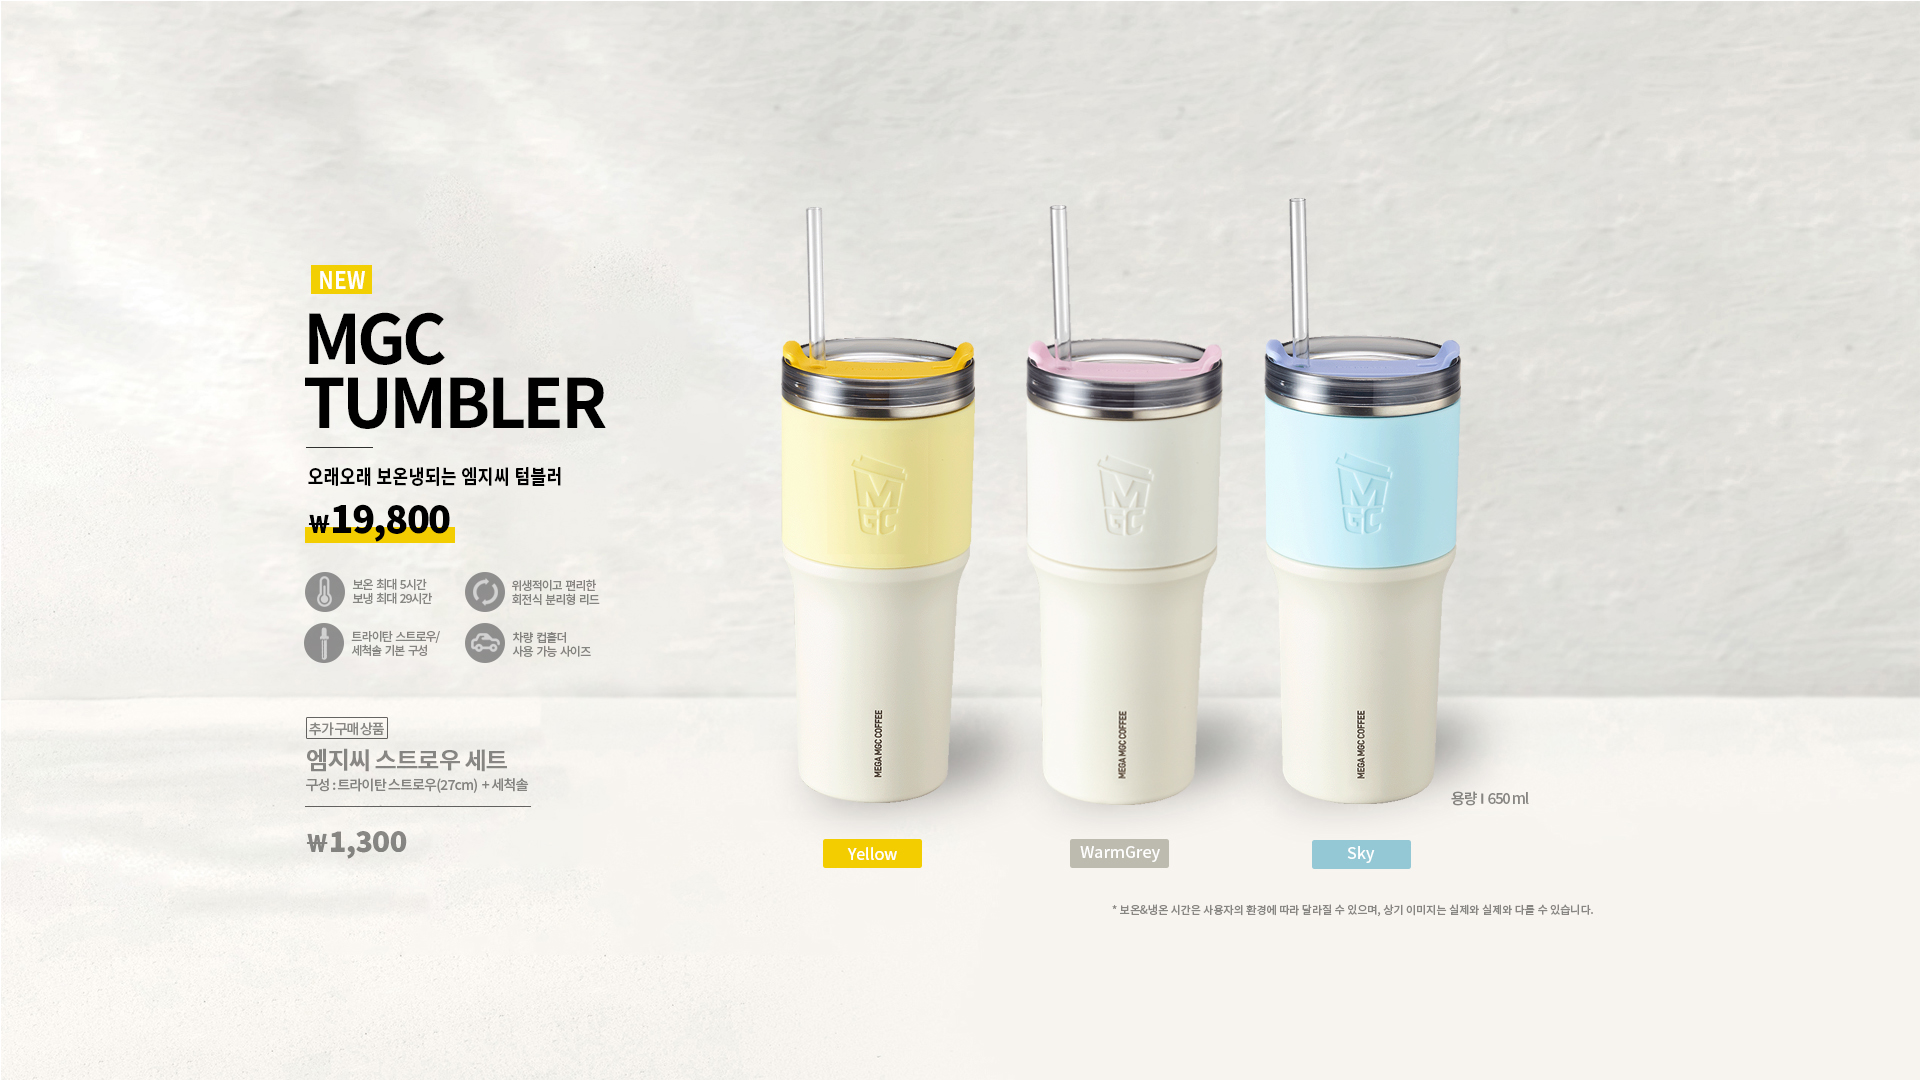 NEW
MGC
TUMBLER
오래오래 보온냉되는 엠지씨 텀블러
₩19,800
보온 최대 5시간
보냉 최대 29시간
위생적이고 편리한
회전식 분리형 리드
트라이탄 스트로우/
세척솔 기본 구성
차량 컵홀더
사용 가능 사이즈
추가구매상품
엠지씨 스트로우 세트
구성 : 트라이탄 스트로우(27cm) + 세척솔
₩1,300
M
GC
MEGA MGC COFFEE
M
GC
MEGA MGC COFFEE
M
GC
MEGA MGC COFFEE
용량 I 650 ml
Yellow
WarmGrey
Sky
* 보온&냉온 시간은 사용자의 환경에 따라 달라질 수 있으며, 상기 이미지는 실제와 실제와 다를 수 있습니다.